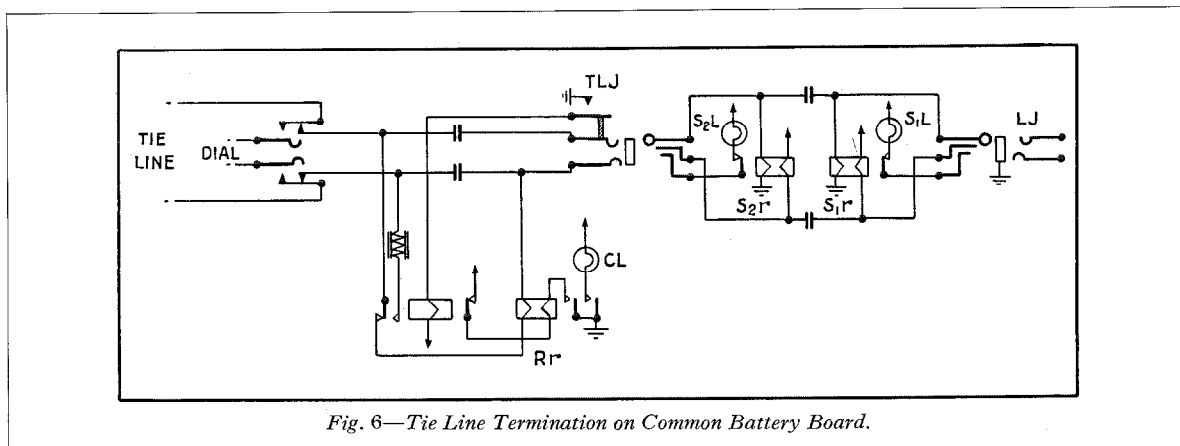 TLJ
TIE
LINE
DIAL
S₂L
S₁L
LJ
S₂r
S₁r
CL
Rr
Fig. 6—Tie Line Termination on Common Battery Board.